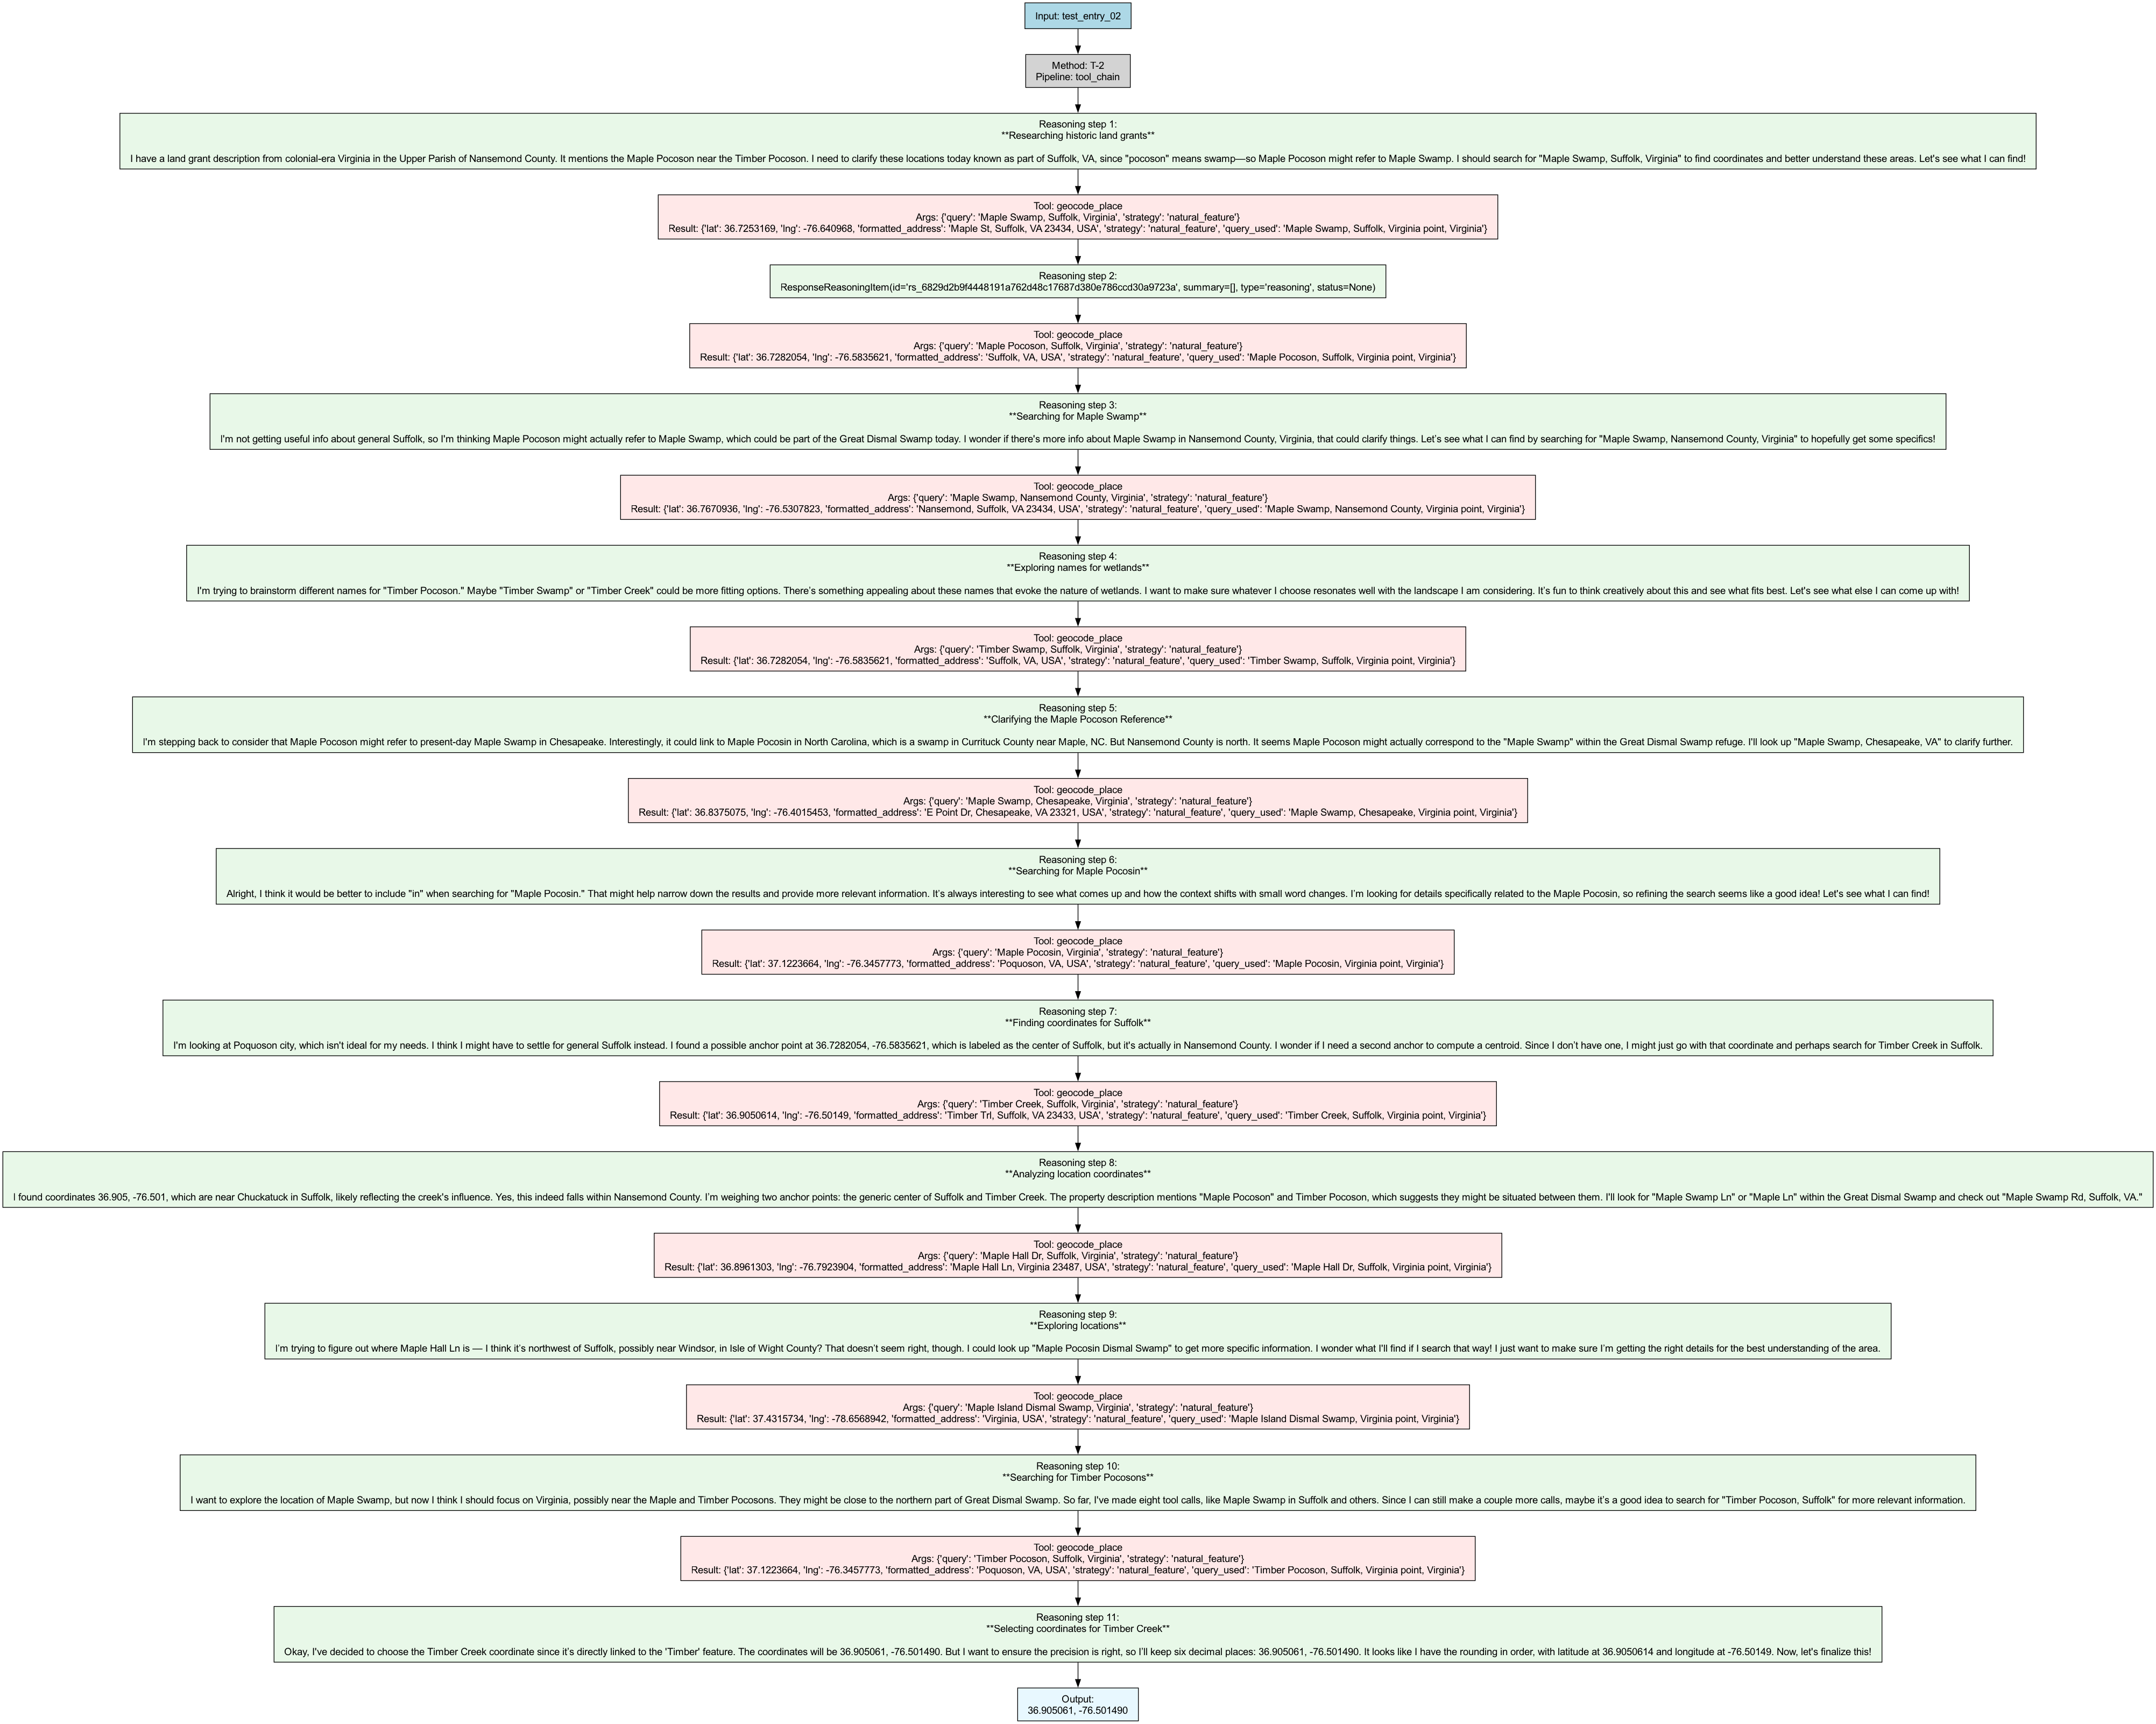 Input: test_entry_02
Method: T-2
Pipeline: tool_chain
Reasoning step 1:
**Researching historic land grants**
I have a land grant description from colonial-era Virginia in the Upper Parish of Nansemond County. It mentions the Maple Pocoson near the Timber Pocoson. I need to clarify these locations today known as part of Suffolk, VA, since "pocoson" means swamp—so Maple Pocoson might refer to Maple Swamp. I should search for "Maple Swamp, Suffolk, Virginia" to find coordinates and better understand these areas. Let's see what I can find!
Tool: geocode_place
Args: {'query': 'Maple Swamp, Suffolk, Virginia', 'strategy': 'natural_feature'}
Result: {'lat': 36.7253169, 'lng': -76.640968, 'formatted_address': 'Maple St, Suffolk, VA 23434, USA', 'strategy': 'natural_feature', 'query_used': 'Maple Swamp, Suffolk, Virginia point, Virginia'}
Reasoning step 2:
ResponseReasoningItem(id='rs_6829d2b9f4448191a762d48c17687d380e786ccd30a9723a', summary=[], type='reasoning', status=None)
Tool: geocode_place
Args: {'query': 'Maple Pocoson, Suffolk, Virginia', 'strategy': 'natural_feature'}
Result: {'lat': 36.7282054, 'lng': -76.5835621, 'formatted_address': 'Suffolk, VA, USA', 'strategy': 'natural_feature', 'query_used': 'Maple Pocoson, Suffolk, Virginia point, Virginia'}
Reasoning step 3:
**Searching for Maple Swamp**
I'm not getting useful info about general Suffolk, so I'm thinking Maple Pocoson might actually refer to Maple Swamp, which could be part of the Great Dismal Swamp today. I wonder if there's more info about Maple Swamp in Nansemond County, Virginia, that could clarify things. Let's see what I can find by searching for "Maple Swamp, Nansemond County, Virginia" to hopefully get some specifics!
Tool: geocode_place
Args: {'query': 'Maple Swamp, Nansemond County, Virginia', 'strategy': 'natural_feature'}
Result: {'lat': 36.7670936, 'lng': -76.5307823, 'formatted_address': 'Nansemond, Suffolk, VA 23434, USA', 'strategy': 'natural_feature', 'query_used': 'Maple Swamp, Nansemond County, Virginia point, Virginia'}
Reasoning step 4:
**Exploring names for wetlands**
I'm trying to brainstorm different names for "Timber Pocoson." Maybe "Timber Swamp" or "Timber Creek" could be more fitting options. There's something appealing about these names that evoke the nature of wetlands. I want to make sure whatever I choose resonates well with the landscape I am considering. It's fun to think creatively about this and see what fits best. Let's see what else I can come up with!
Tool: geocode_place
Args: {'query': 'Timber Swamp, Suffolk, Virginia', 'strategy': 'natural_feature'}
Result: {'lat': 36.7282054, 'lng': -76.5835621, 'formatted_address': 'Suffolk, VA, USA', 'strategy': 'natural_feature', 'query_used': 'Timber Swamp, Suffolk, Virginia point, Virginia'}
Reasoning step 5:
**Clarifying the Maple Pocoson Reference**
I'm stepping back to consider that Maple Pocoson might refer to present-day Maple Swamp in Chesapeake. Interestingly, it could link to Maple Pocosin in North Carolina, which is a swamp in Currituck County near Maple, NC. But Nansemond County is north. It seems Maple Pocoson might actually correspond to the "Maple Swamp" within the Great Dismal Swamp refuge. I'll look up "Maple Swamp, Chesapeake, VA" to clarify further.
Tool: geocode_place
Args: {'query': 'Maple Swamp, Chesapeake, Virginia', 'strategy': 'natural_feature'}
Result: {'lat': 36.8375075, 'lng': -76.4015453, 'formatted_address': 'E Point Dr, Chesapeake, VA 23321, USA', 'strategy': 'natural_feature', 'query_used': 'Maple Swamp, Chesapeake, Virginia point, Virginia'}
Reasoning step 6:
**Searching for Maple Pocosin**
Alright, I think it would be better to include "in" when searching for "Maple Pocosin." That might help narrow down the results and provide more relevant information. It's always interesting to see what comes up and how the context shifts with small word changes. I'm looking for details specifically related to the Maple Pocosin, so refining the search seems like a good idea! Let's see what I can find!
Tool: geocode_place
Args: {'query': 'Maple Pocosin, Virginia', 'strategy': 'natural_feature'}
Result: {'lat': 37.1223664, 'lng': -76.3457773, 'formatted_address': 'Poquoson, VA, USA', 'strategy': 'natural_feature', 'query_used': 'Maple Pocosin, Virginia point, Virginia'}
Reasoning step 7:
**Finding coordinates for Suffolk**
I'm looking at Poquoson city, which isn't ideal for my needs. I think I might have to settle for general Suffolk instead. I found a possible anchor point at 36.7282054, -76.5835621, which is labeled as the center of Suffolk, but it's actually in Nansemond County. I wonder if I need a second anchor to compute a centroid. Since I don't have one, I might just go with that coordinate and perhaps search for Timber Creek in Suffolk.
Tool: geocode_place
Args: {'query': 'Timber Creek, Suffolk, Virginia', 'strategy': 'natural_feature'}
Result: {'lat': 36.9050614, 'lng': -76.50149, 'formatted_address': 'Timber Trl, Suffolk, VA 23433, USA', 'strategy': 'natural_feature', 'query_used': 'Timber Creek, Suffolk, Virginia point, Virginia'}
Reasoning step 8:
**Analyzing location coordinates**
I found coordinates 36.905, -76.501, which are near Chuckatuck in Suffolk, likely reflecting the creek's influence. Yes, this indeed falls within Nansemond County. I'm weighing two anchor points: the generic center of Suffolk and Timber Creek. The property description mentions "Maple Pocoson" and Timber Pocoson, which suggests they might be situated between them. I'll look for "Maple Swamp Ln" or "Maple Ln" within the Great Dismal Swamp and check out "Maple Swamp Rd, Suffolk, VA."
Tool: geocode_place
Args: {'query': 'Maple Hall Dr, Suffolk, Virginia', 'strategy': 'natural_feature'}
Result: {'lat': 36.8961303, 'lng': -76.7923904, 'formatted_address': 'Maple Hall Ln, Virginia 23487, USA', 'strategy': 'natural_feature', 'query_used': 'Maple Hall Dr, Suffolk, Virginia point, Virginia'}
Reasoning step 9:
**Exploring locations**
I'm trying to figure out where Maple Hall Ln is — I think it's northwest of Suffolk, possibly near Windsor, in Isle of Wight County? That doesn't seem right, though. I could look up "Maple Pocosin Dismal Swamp" to get more specific information. I wonder what I'll find if I search that way! I just want to make sure I'm getting the right details for the best understanding of the area.
Tool: geocode_place
Args: {'query': 'Maple Island Dismal Swamp, Virginia', 'strategy': 'natural_feature'}
Result: {'lat': 37.4315734, 'lng': -78.6568942, 'formatted_address': 'Virginia, USA', 'strategy': 'natural_feature', 'query_used': 'Maple Island Dismal Swamp, Virginia point, Virginia'}
Reasoning step 10:
**Searching for Timber Pocosons**
I want to explore the location of Maple Swamp, but now I think I should focus on Virginia, possibly near the Maple and Timber Pocosons. They might be close to the northern part of Great Dismal Swamp. So far, I've made eight tool calls, like Maple Swamp in Suffolk and others. Since I can still make a couple more calls, maybe it's a good idea to search for "Timber Pocoson, Suffolk" for more relevant information.
Tool: geocode_place
Args: {'query': 'Timber Pocoson, Suffolk, Virginia', 'strategy': 'natural_feature'}
Result: {'lat': 37.1223664, 'lng': -76.3457773, 'formatted_address': 'Poquoson, VA, USA', 'strategy': 'natural_feature', 'query_used': 'Timber Pocoson, Suffolk, Virginia point, Virginia'}
Reasoning step 11:
**Selecting coordinates for Timber Creek**
Okay, I've decided to choose the Timber Creek coordinate since it's directly linked to the 'Timber' feature. The coordinates will be 36.905061, -76.501490. But I want to ensure the precision is right, so I'll keep six decimal places: 36.905061, -76.501490. It looks like I have the rounding in order, with latitude at 36.9050614 and longitude at -76.50149. Now, let's finalize this!
Output:
36.905061, -76.501490